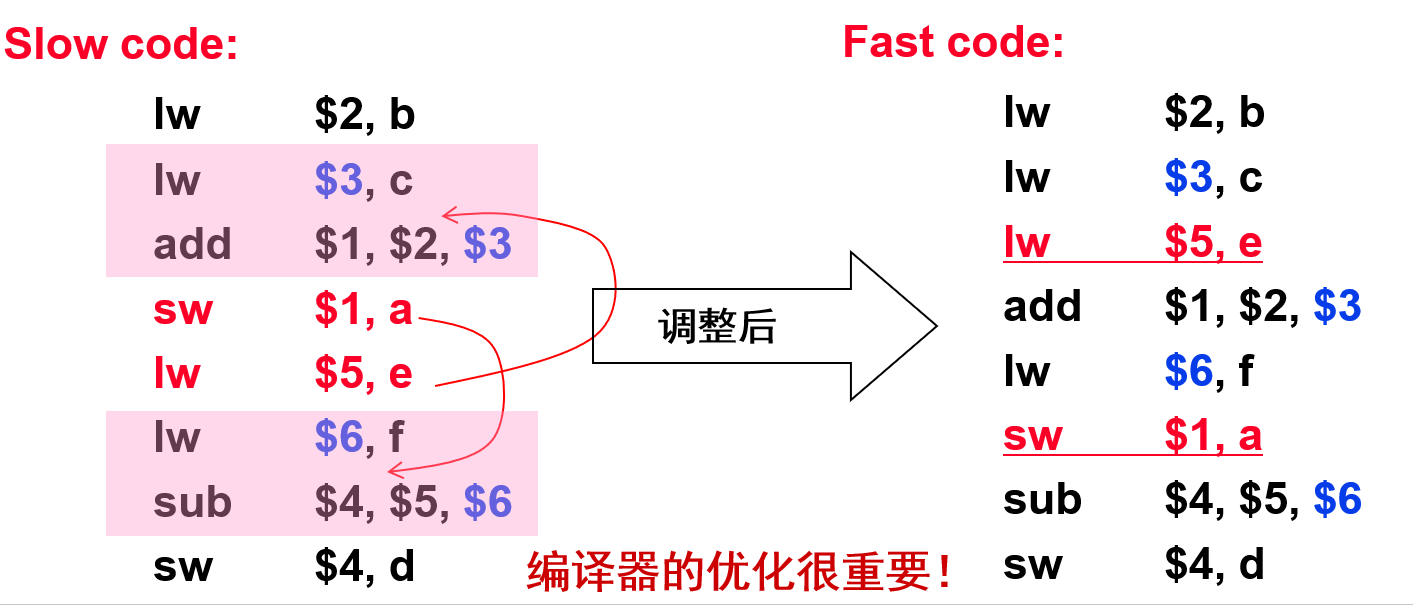 Slow code:
lw $2, b
lw $3, c
add $1, $2, $3
sw $1, a
lw $5, e
lw $6, f
sub $4, $5, $6
sw $4, d
调整后
Fast code:
lw $2, b
lw $3, c
lw $5, e
add $1, $2, $3
lw $6, f
sw $1, a
sub $4, $5, $6
sw $4, d
编译器的优化很重要！